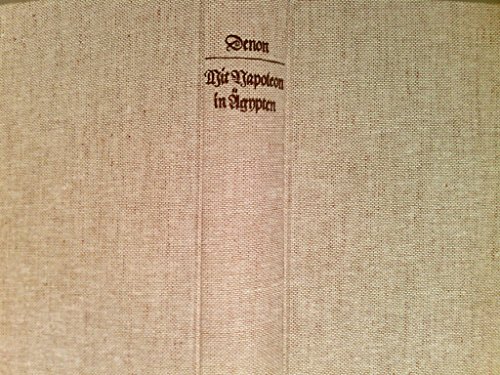 Denon
Mit Napoleon
in Ägypten